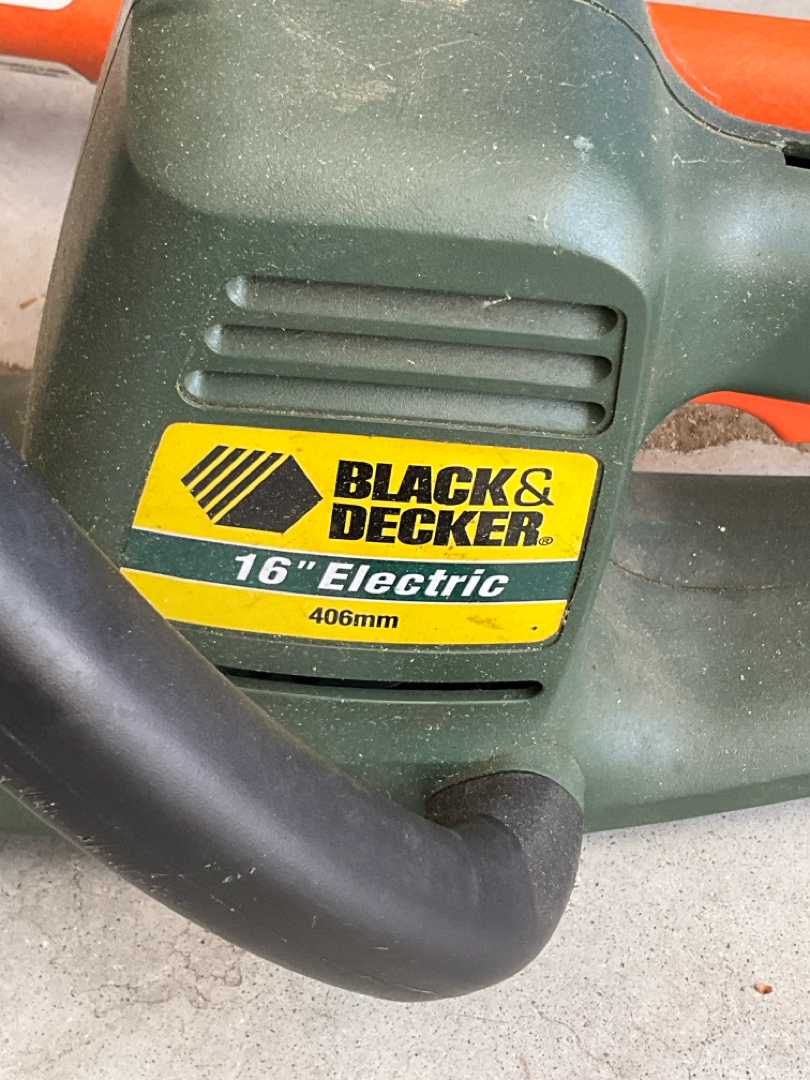 BLACK&
DECKER®
16" Electric
406mm